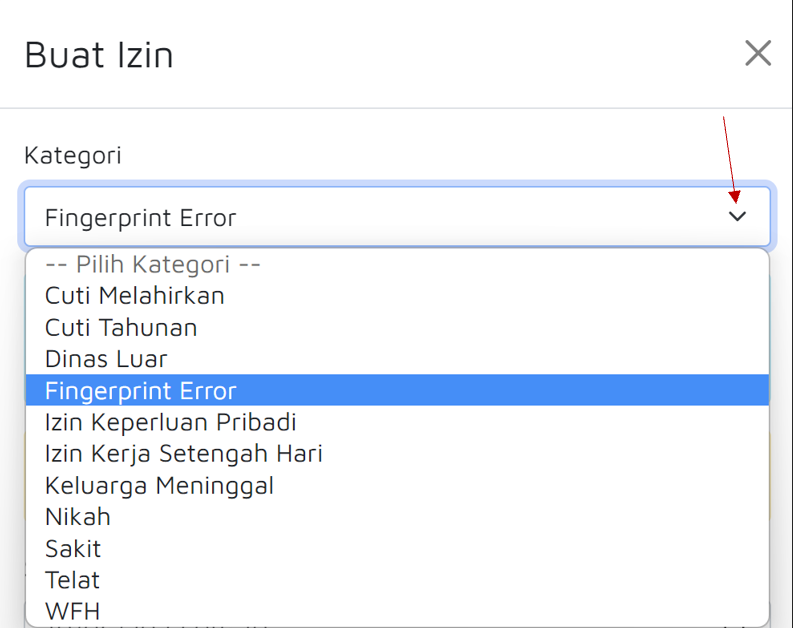 Buat Izin
Kategori
Fingerprint Error
-- Pilih Kategori --
Cuti Melahirkan
Cuti Tahunan
Dinas Luar
Fingerprint Error
Izin Keperluan Pribadi
Izin Kerja Setengah Hari
Keluarga Meninggal
Nikah
Sakit
Telat
WFH